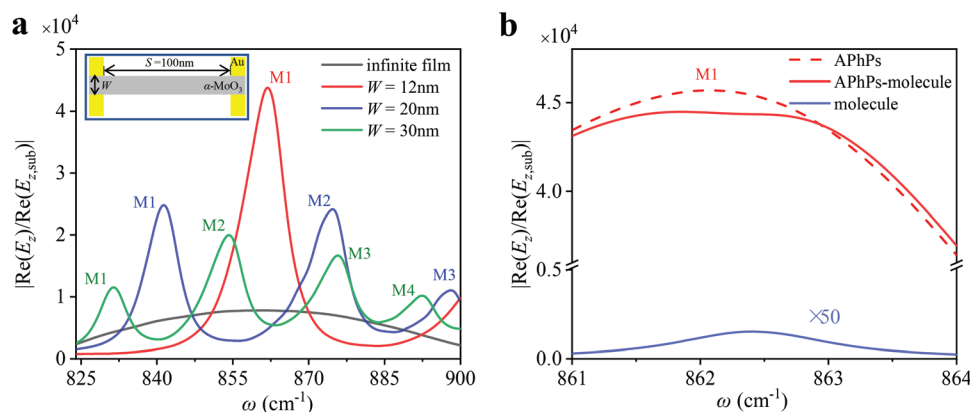 a
×10⁴
5
4
3
2
1
0
|Re(E_z)/Re(E_z,sub)|
825
840
855
870
885
900
ω (cm⁻¹)
S =100nm
Au
W
α-MoO₃
infinite film
W = 12nm
W = 20nm
W = 30nm
M1
M1
M2
M2
M1
M3
M4
M3
b
×10⁴
4.5
4.0
0.5
0.0
|Re(E_z)/Re(E_z,sub)|
861
862
863
864
ω (cm⁻¹)
M1
APhPs
APhPs-molecule
molecule
×50